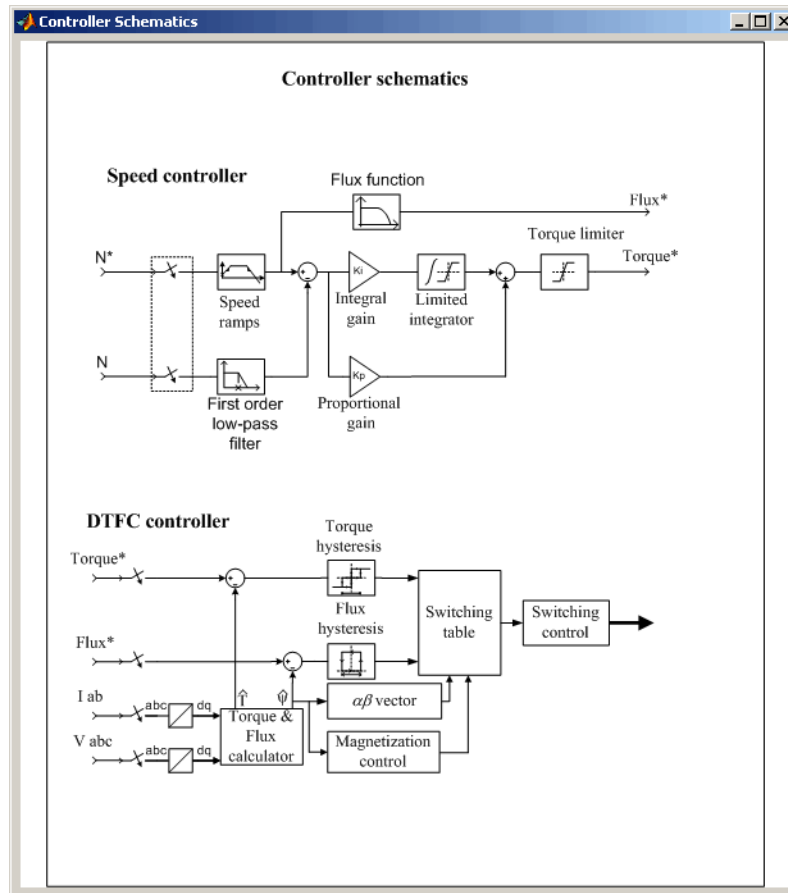 Controller Schematics
Controller schematics
Speed controller
Flux function
Flux*
N*
Speed
ramps
Ki
Integral
gain
Limited
integrator
Torque limiter
Torque*
N
First order
low-pass
filter
Kp
Proportional
gain
DTFC controller
Torque*
Torque
hysteresis
Flux
hysteresis
Switching
table
Switching
control
Flux*
I ab
abc
dq
V abc
abc
dq
Torque &
Flux
calculator
αβ vector
Magnetization
control